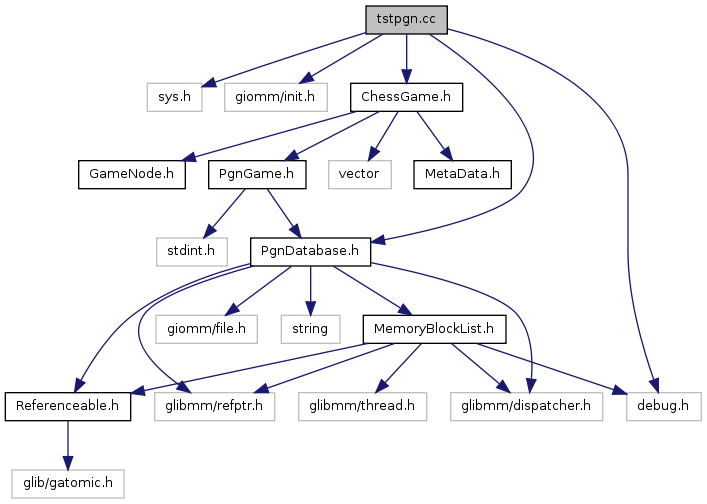 tstpgn.cc
sys.h
giomm/init.h
ChessGame.h
GameNode.h
PgnGame.h
vector
MetaData.h
stdint.h
PgnDatabase.h
giomm/file.h
string
MemoryBlockList.h
Referenceable.h
glibmm/refptr.h
glibmm/thread.h
glibmm/dispatcher.h
debug.h
glib/gatomic.h